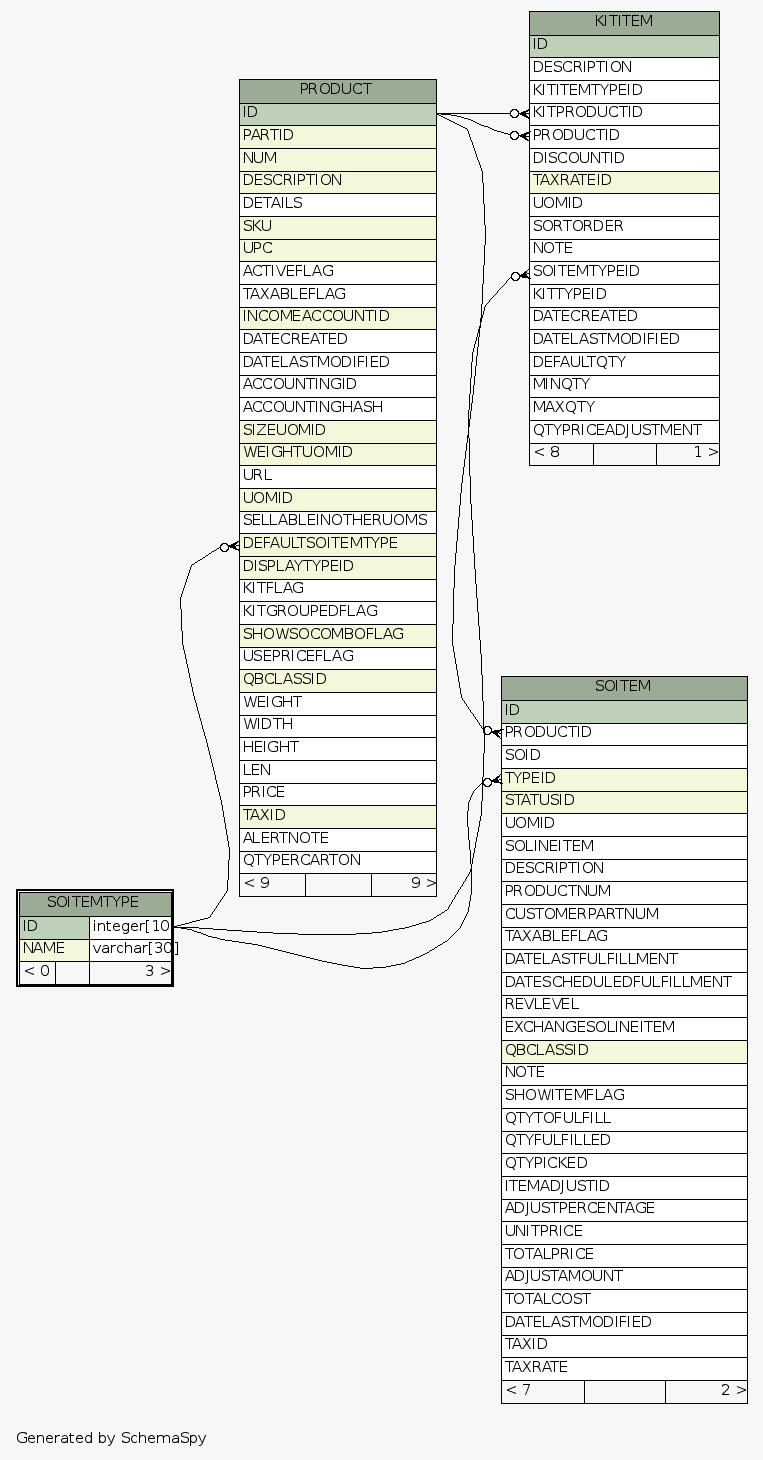 KITITEM
ID
DESCRIPTION
KITITEMTYPEID
KITPRODUCTID
PRODUCTID
DISCOUNTID
TAXRATEID
UOMID
SORTORDER
NOTE
SOITEMTYPEID
KITTYPEID
DATECREATED
DATELASTMODIFIED
DEFAULTQTY
MINQTY
MAXQTY
QTYPRICEADJUSTMENT
< 8 1 >
PRODUCT
ID
PARTID
NUM
DESCRIPTION
DETAILS
SKU
UPC
ACTIVEFLAG
TAXABLEFLAG
INCOMEACCOUNTID
DATECREATED
DATELASTMODIFIED
ACCOUNTINGID
ACCOUNTINGHASH
SIZEUOMID
WEIGHTUOMID
URL
UOMID
SELLABLEINOTHERUOMS
DEFAULTSOITEMTYPE
DISPLAYTYPEID
KITFLAG
KITGROUPEDFLAG
SHOWSOCOMBOFLAG
USEPRICEFLAG
QBCLASSID
WEIGHT
WIDTH
HEIGHT
LEN
PRICE
TAXID
ALERTNOTE
QTYPERCARTON
< 9 9 >
SOITEMTYPE
ID integer[10
NAME varchar[30]
< 0 3 >
SOITEM
ID
PRODUCTID
SOID
TYPEID
STATUSID
UOMID
SOLINEITEM
DESCRIPTION
PRODUCTNUM
CUSTOMERPARTNUM
TAXABLEFLAG
DATELASTFULFILLMENT
DATESCHEDULEDFULFILLMENT
REVLEVEL
EXCHANGESOLINEITEM
QBCLASSID
NOTE
SHOWITEMFLAG
QTYTOFULFILL
QTYFULFILLED
QTYPICKED
ITEMADJUSTID
ADJUSTPERCENTAGE
UNITPRICE
TOTALPRICE
ADJUSTAMOUNT
TOTALCOST
DATELASTMODIFIED
TAXID
TAXRATE
< 7 2 >
Generated by SchemaSpy